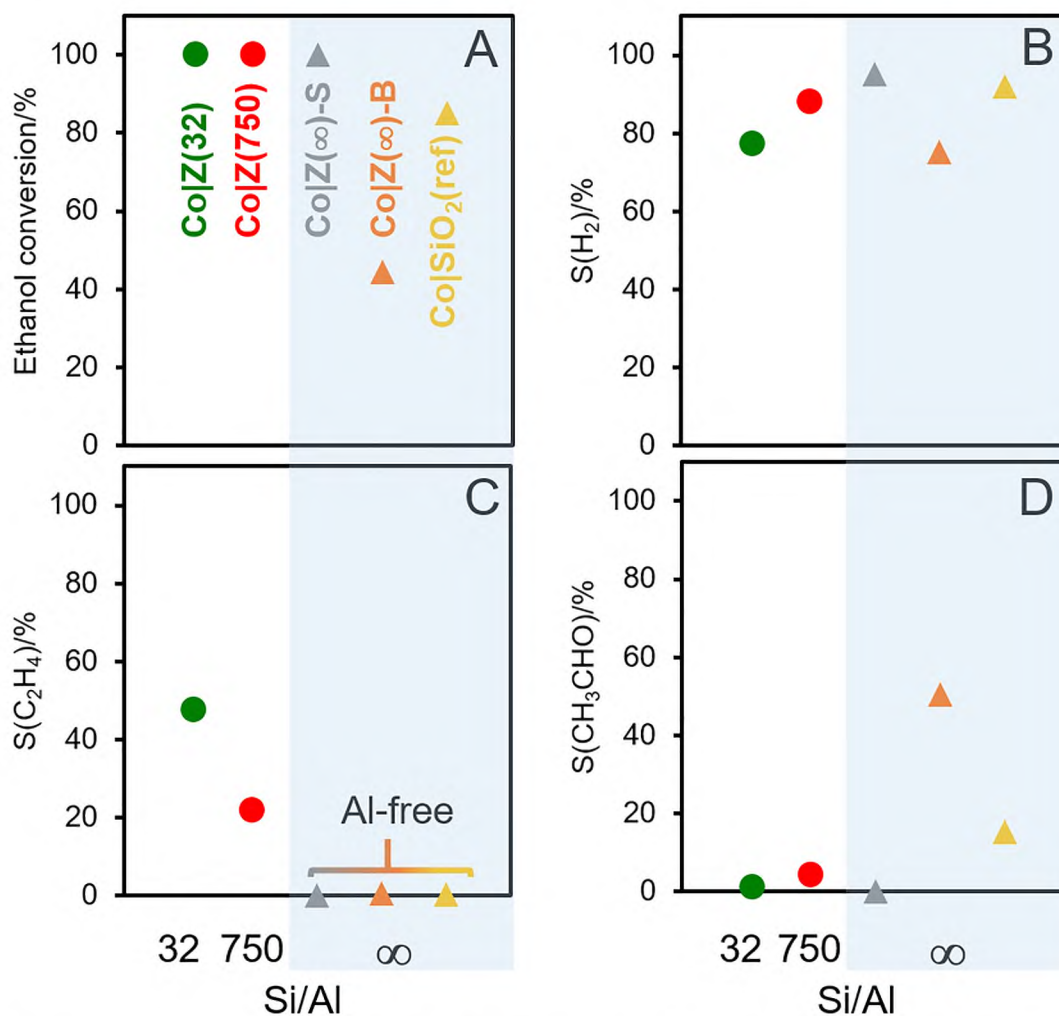 A
Ethanol conversion/%
100
80
60
40
20
0
Co|Z(32)
Co|Z(750)
Co|Z(∞)-S
Co|Z(∞)-B
Co|SiO₂(ref)
B
S(H₂)/%
100
80
60
40
20
0
C
S(C₂H₄)/%
100
80
60
40
20
0
Al-free
32 750 ∞
Si/Al
D
S(CH₃CHO)/%
100
80
60
40
20
0
32 750 ∞
Si/Al